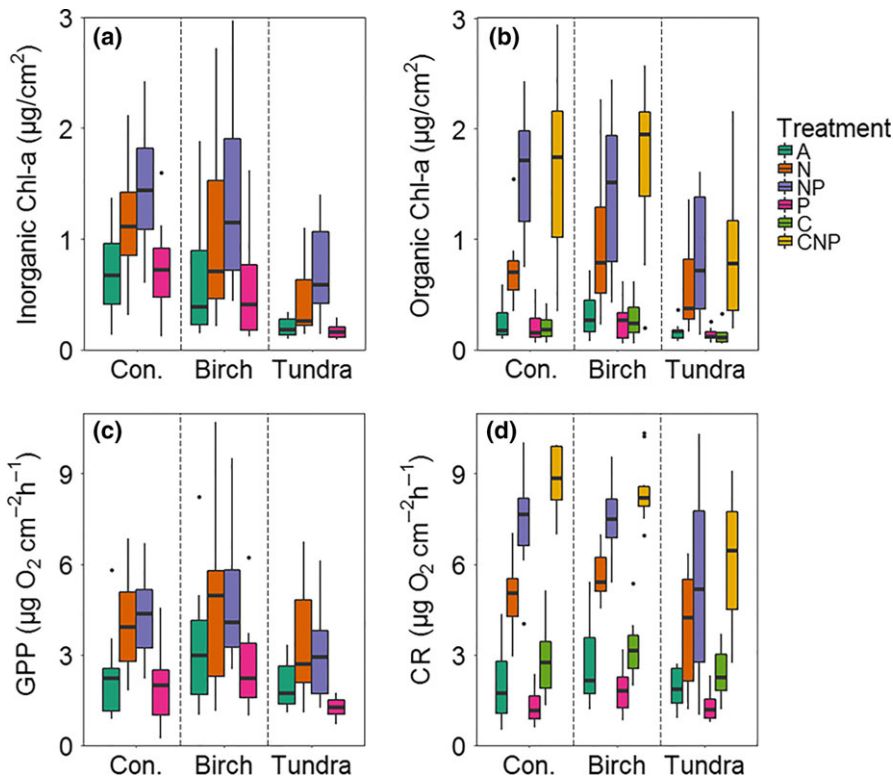 (a)
Inorganic Chl-a (µg/cm²)
3
2
1
0
Con. Birch Tundra
(b)
Organic Chl-a (µg/cm²)
3
2
1
0
Con. Birch Tundra
Treatment
A
N
NP
P
C
CNP
(c)
GPP (µg O₂ cm⁻²h⁻¹)
9
6
3
0
Con. Birch Tundra
(d)
CR (µg O₂ cm⁻²h⁻¹)
9
6
3
0
Con. Birch Tundra